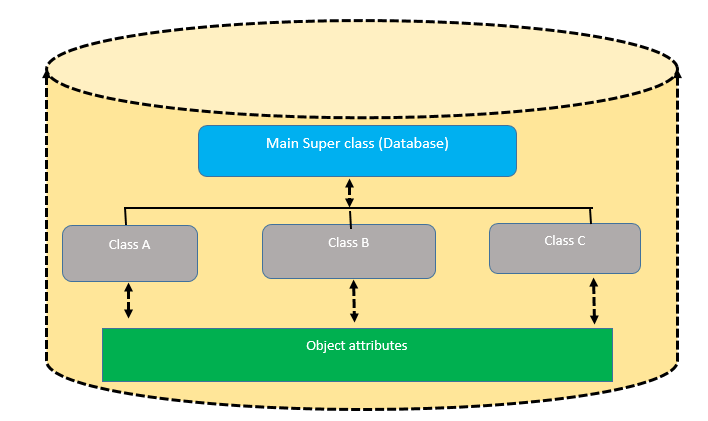 Main Super class (Database)
Class A
Class B
Class C
Object attributes